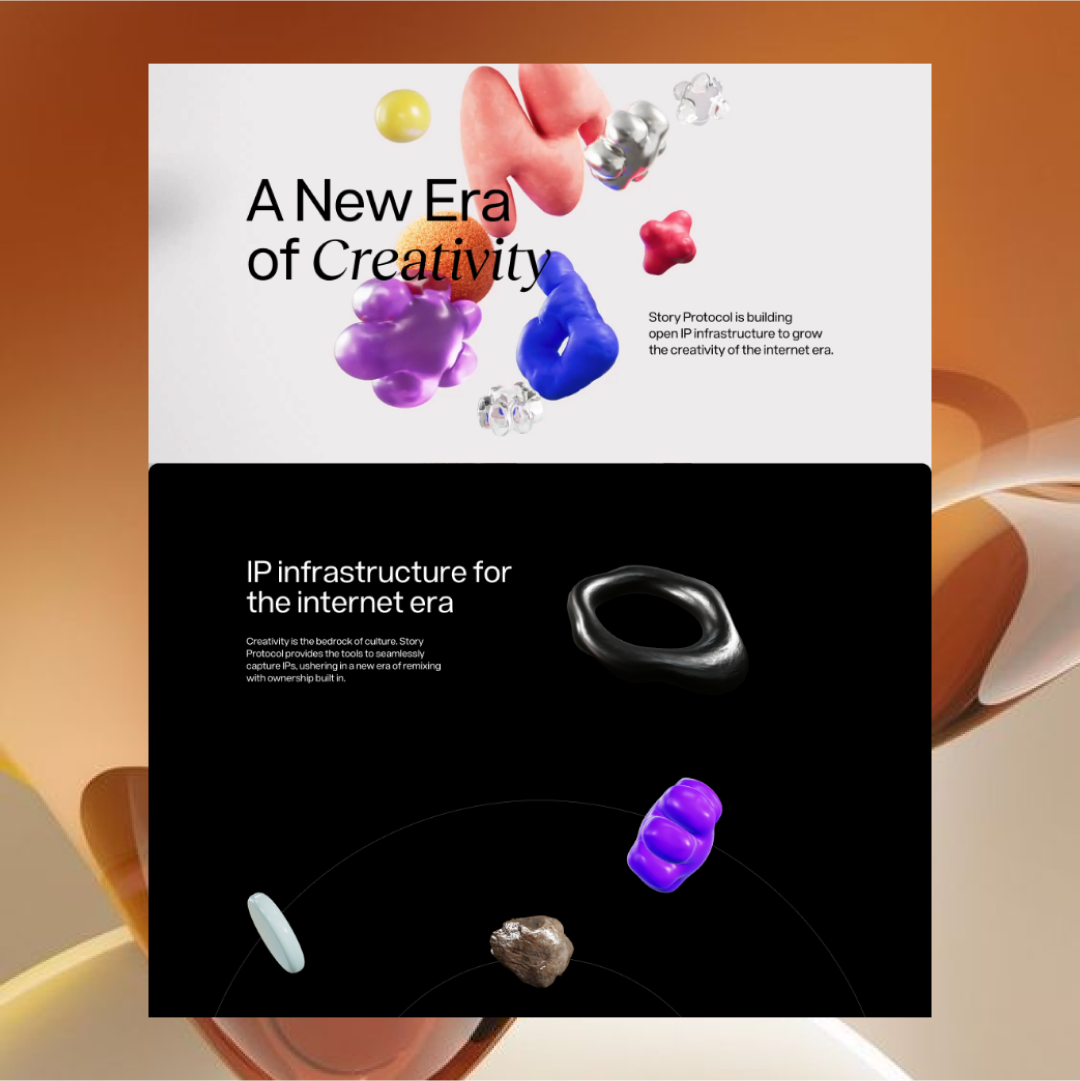 A New Era
of Creativity
Story Protocol is building
open IP infrastructure to grow
the creativity of the internet era.
IP infrastructure for
the internet era
Creativity is the bedrock of culture. Story
Protocol provides the tools to seamlessly
capture IPs, ushering in a new era of remixing
with ownership built in.